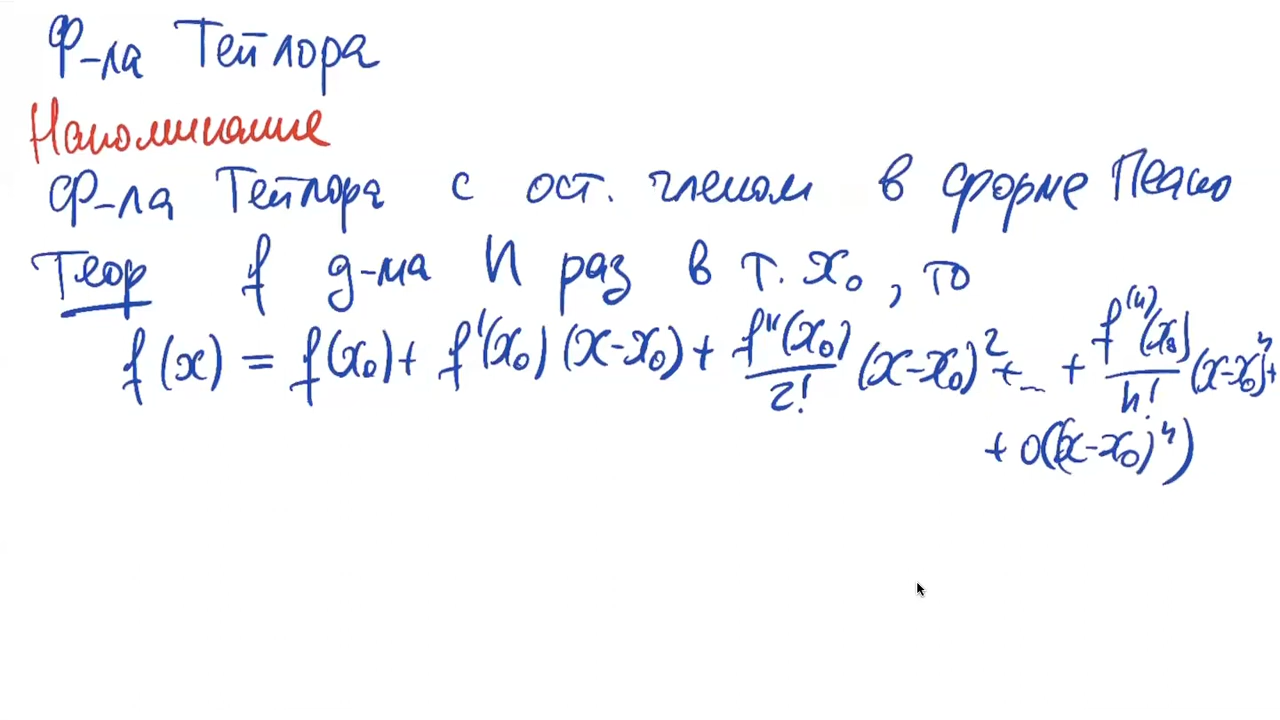 Ф-ла Тейлора
Напоминание
Ф-ла Тейлора с ост. членом в форме Пеано
Теор f д-ма n раз в т. x₀, то
f(x) = f(x₀) + f'(x₀)(x-x₀) + f''(x₀)/2! (x-x₀)² + ... + f⁽ⁿ⁾(x₀)/n! (x-x₀)ⁿ +
+ o((x-x₀)ⁿ)